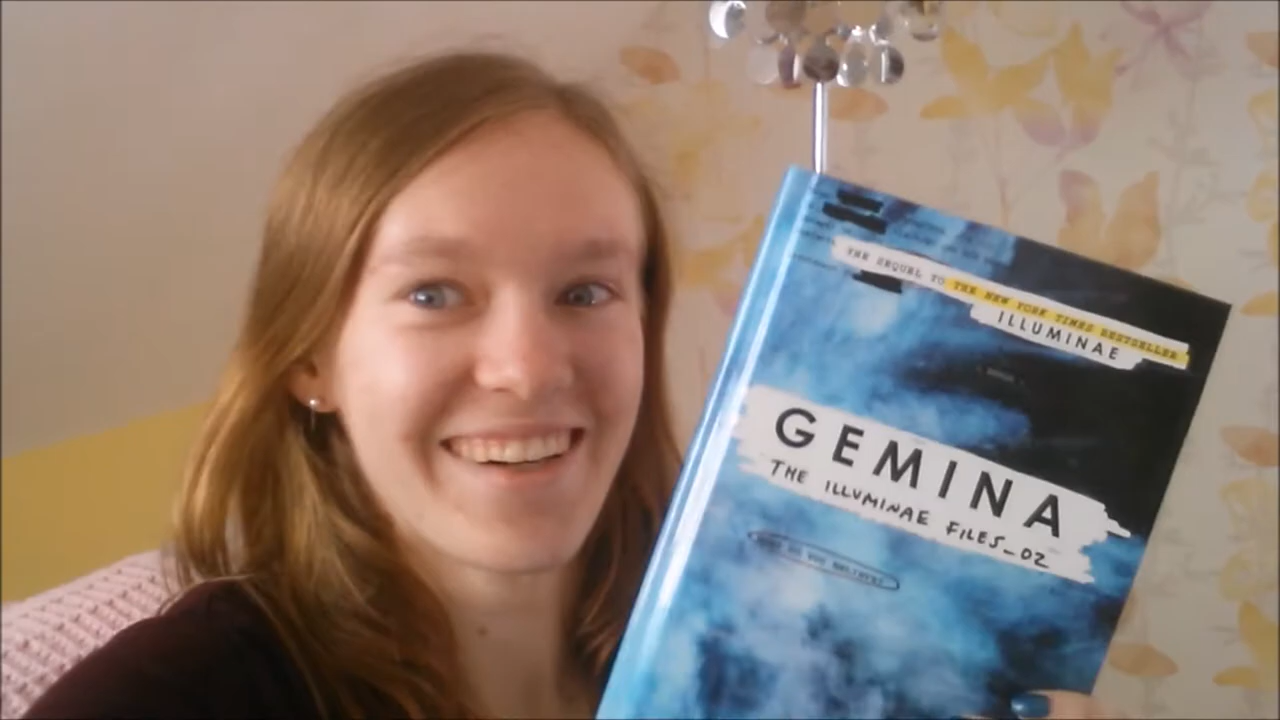 THE SEQUEL TO THE NEW YORK TIMES BESTSELLER
ILLUMINAE
GEMINA
THE ILLUMINAE FILES_02